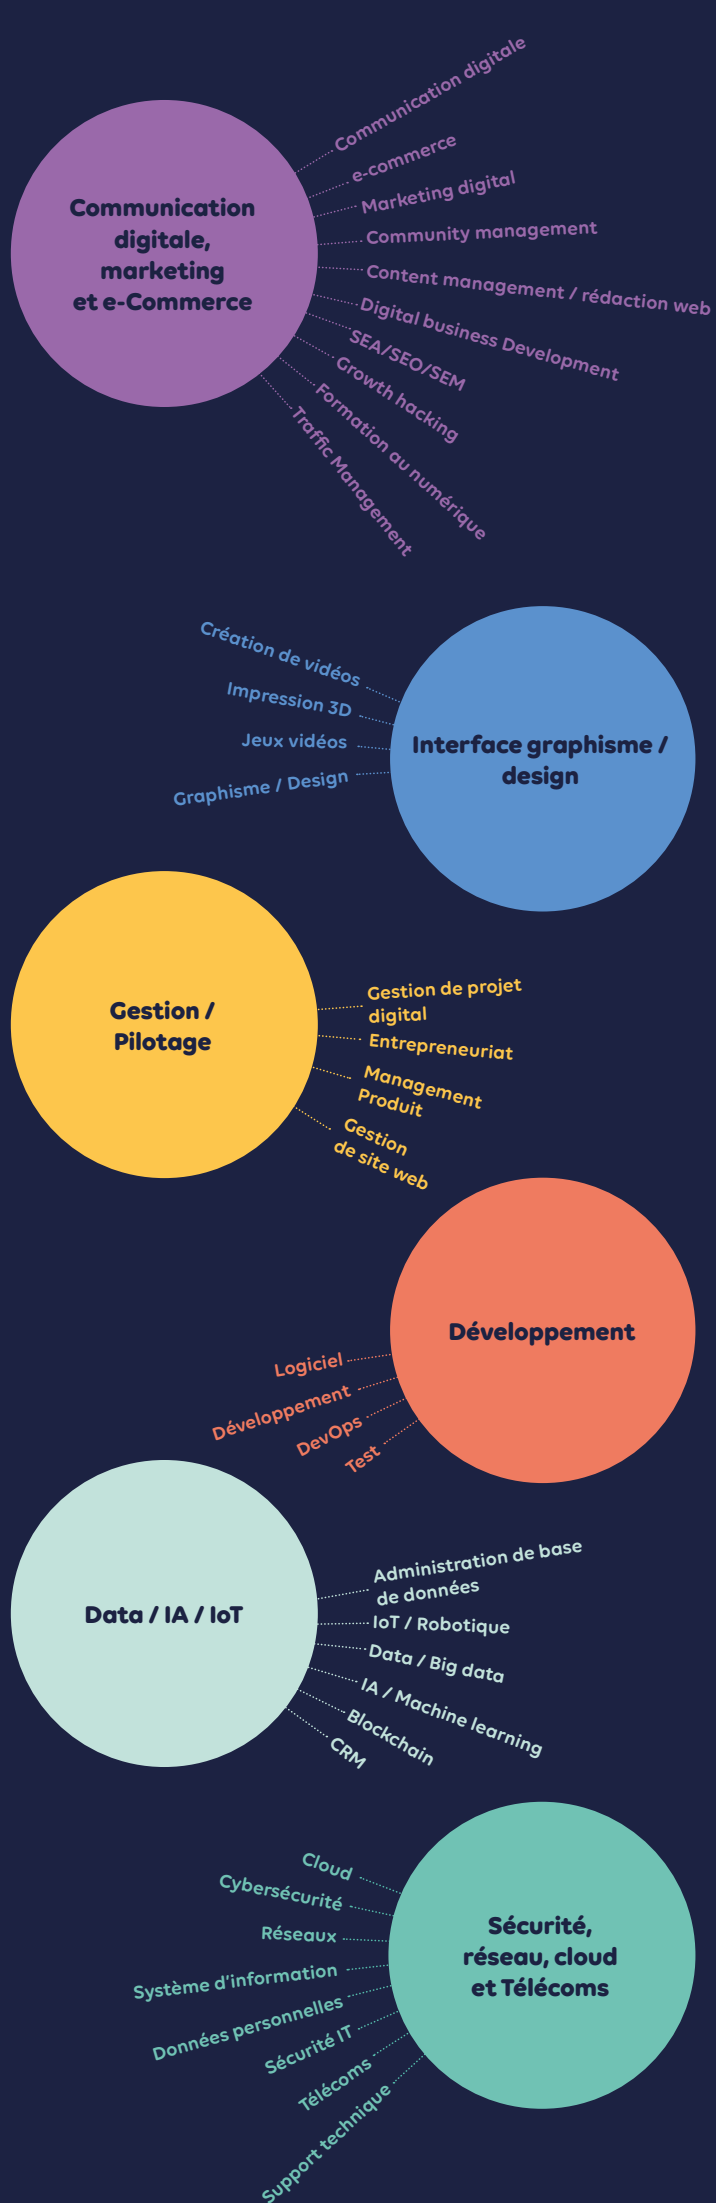 Communication
digitale,
marketing
et e-Commerce
Communication digitale
e-commerce
Marketing digital
Community management
Content management / rédaction web
Digital business Development
SEA/SEO/SEM
Growth hacking
Formation au numérique
Traffic Management
Interface graphisme /
design
Création de vidéos
Impression 3D
Jeux vidéos
Graphisme / Design
Gestion /
Pilotage
Gestion de projet
digital
Entrepreneuriat
Management
Produit
Gestion
de site web
Développement
Logiciel
Développement
DevOps
Test
Data / IA / IoT
Administration de base
de données
IoT / Robotique
Data / Big data
IA / Machine learning
Blockchain
CRM
Sécurité,
réseau, cloud
et Télécoms
Cloud
Cybersécurité
Réseaux
Système d'information
Données personnelles
Sécurité IT
Télécoms
Support technique